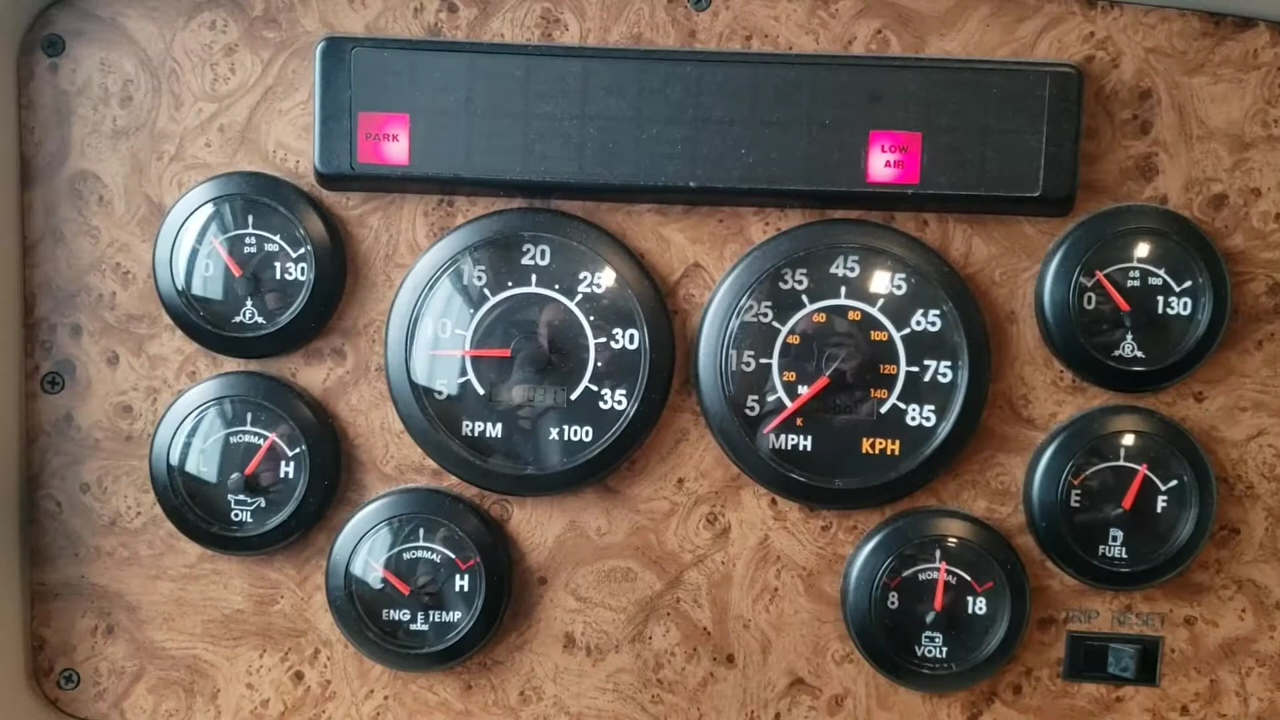 PARK
LOW
AIR
65
psi
100
0
130
F
5
10
15
20
25
30
35
RPM
x100
5
15
25
35
45
55
65
75
85
20
40
60
80
100
120
140
M
K
MPH
KPH
65
psi
100
0
130
R
NORMAL
L
H
OIL
NORMAL
H
ENGINE TEMP
E
F
FUEL
NORMAL
8
18
VOLT
TRIP RESET